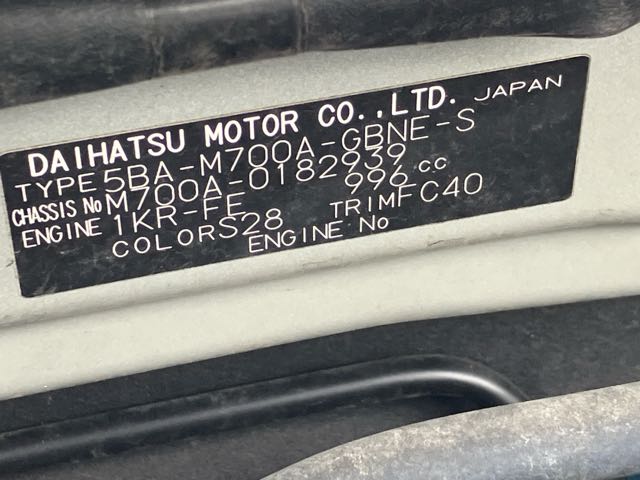 DAIHATSU MOTOR CO.,LTD. JAPAN
TYPE 5BA-M700A-GBNE-S
CHASSIS No M700A-0182939
ENGINE 1KR-FE 996 C.C
COLOR S28 TRIM FC40
ENGINE No